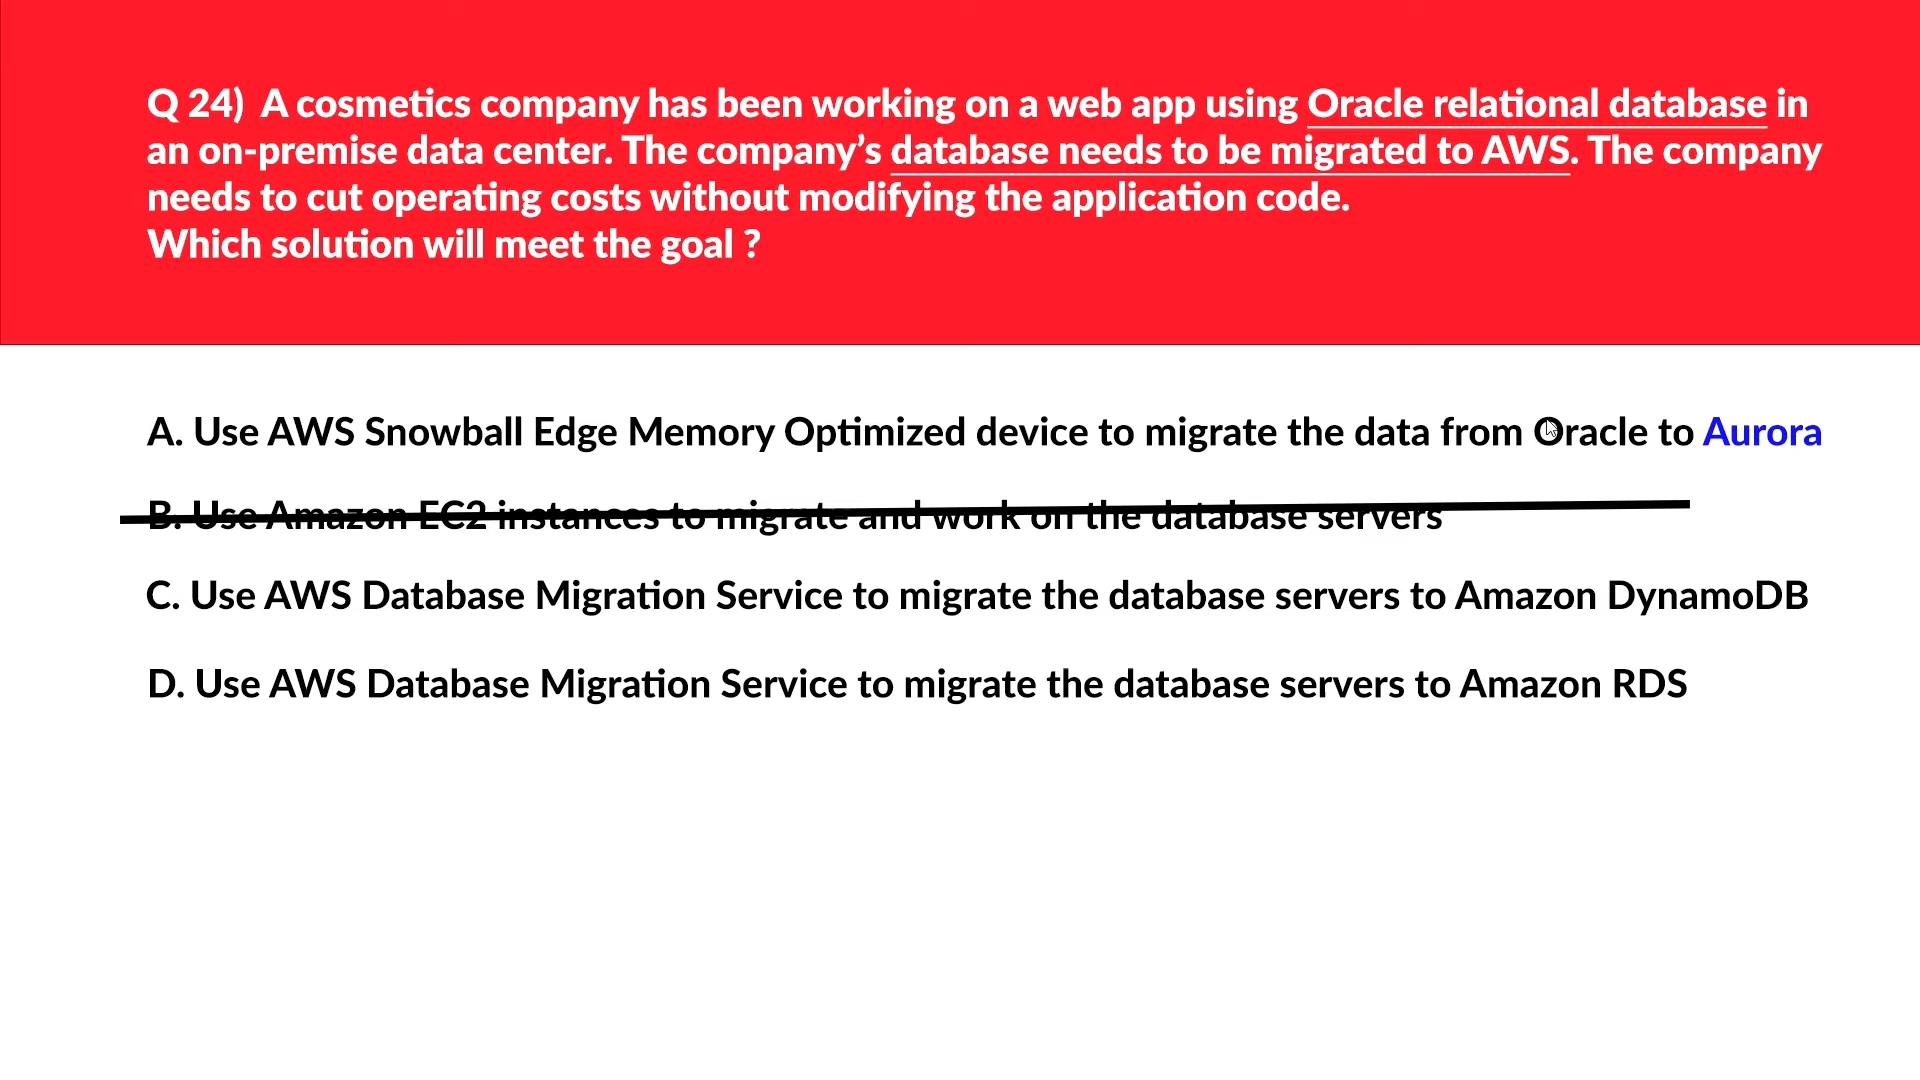 Q 24) A cosmetics company has been working on a web app using Oracle relational database in
an on-premise data center. The company’s database needs to be migrated to AWS. The company
needs to cut operating costs without modifying the application code.
Which solution will meet the goal ?
A. Use AWS Snowball Edge Memory Optimized device to migrate the data from Oracle to Aurora
B. Use Amazon EC2 instances to migrate and work on the database servers
C. Use AWS Database Migration Service to migrate the database servers to Amazon DynamoDB
D. Use AWS Database Migration Service to migrate the database servers to Amazon RDS